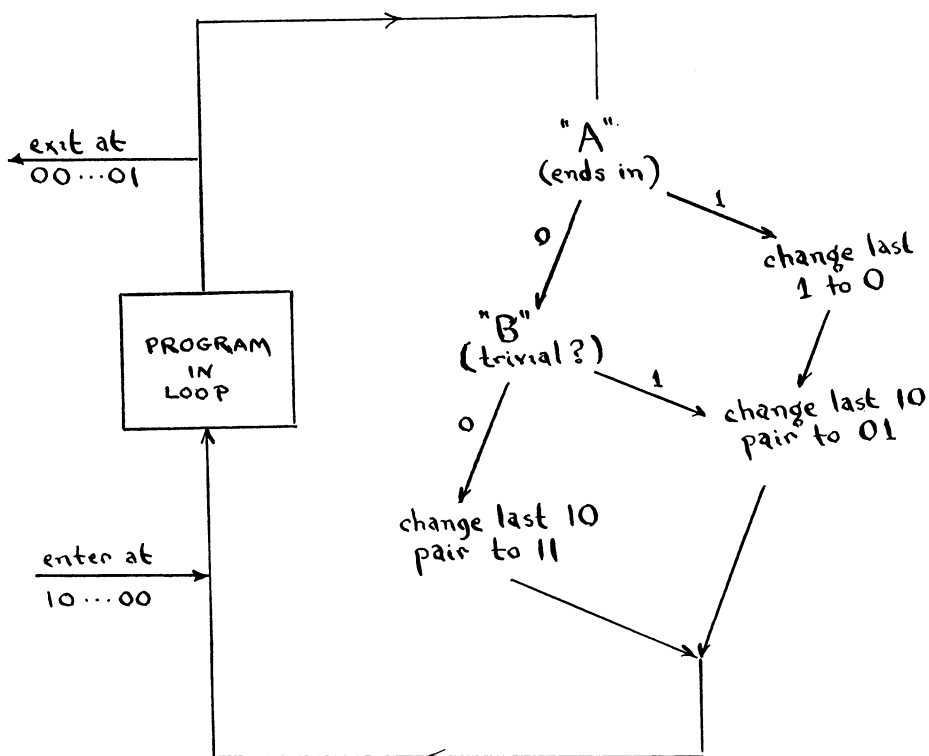 exit at
00...01
"A"
(ends in)
0
1
change last
1 to 0
PROGRAM
IN
LOOP
"B"
(trivial?)
0
1
change last 10
pair to 01
change last 10
pair to 11
enter at
10...00